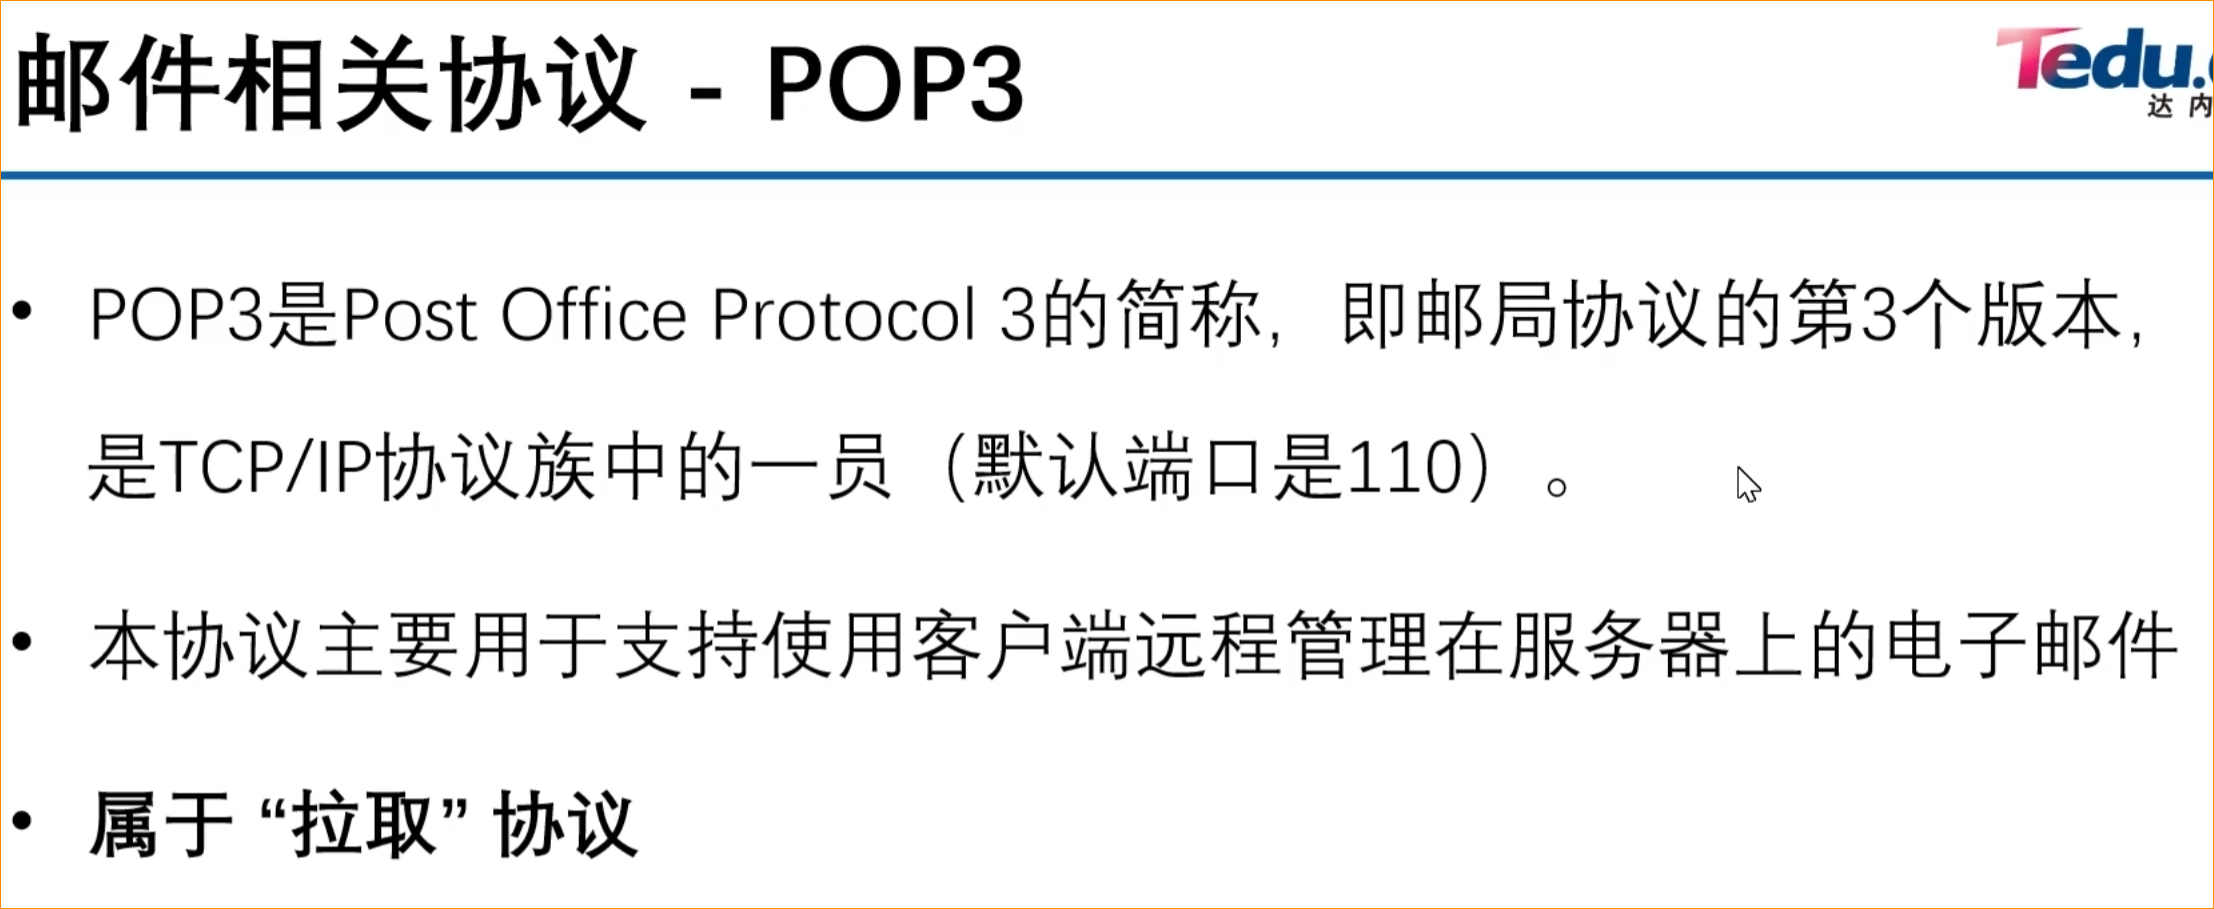 邮件相关协议 - POP3
Tedu.
达 内
• POP3是Post Office Protocol 3的简称，即邮局协议的第3个版本，
是TCP/IP协议族中的一员（默认端口是110）。
• 本协议主要用于支持使用客户端远程管理在服务器上的电子邮件
• 属于 “拉取” 协议